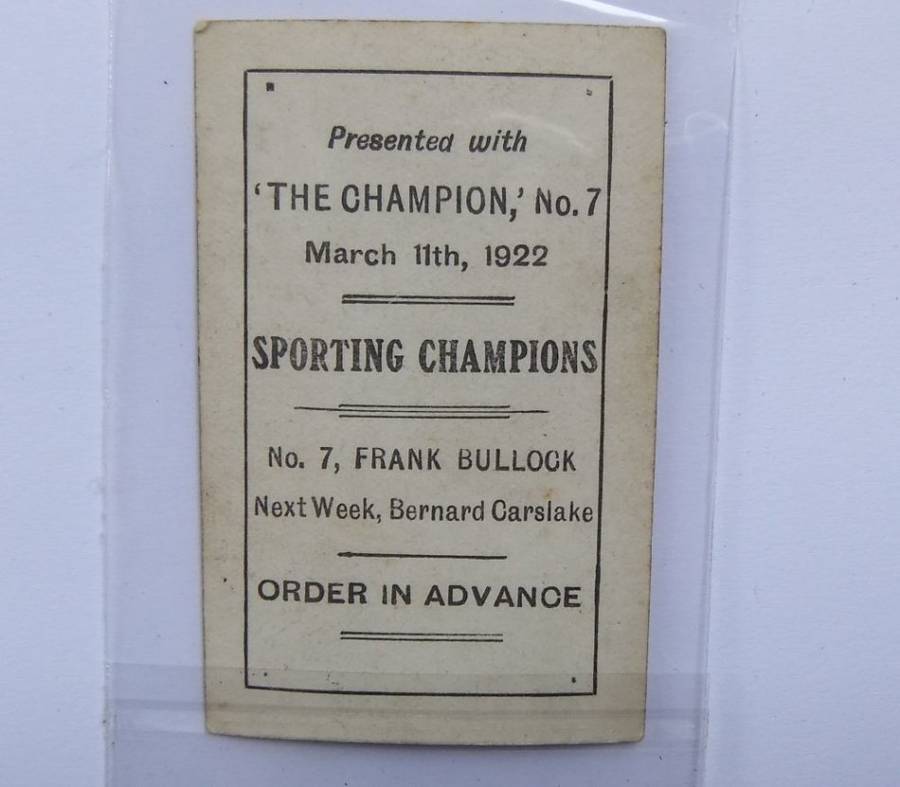 Presented with
'THE CHAMPION,' No. 7
March 11th, 1922
SPORTING CHAMPIONS
No. 7, FRANK BULLOCK
Next Week, Bernard Carslake
ORDER IN ADVANCE